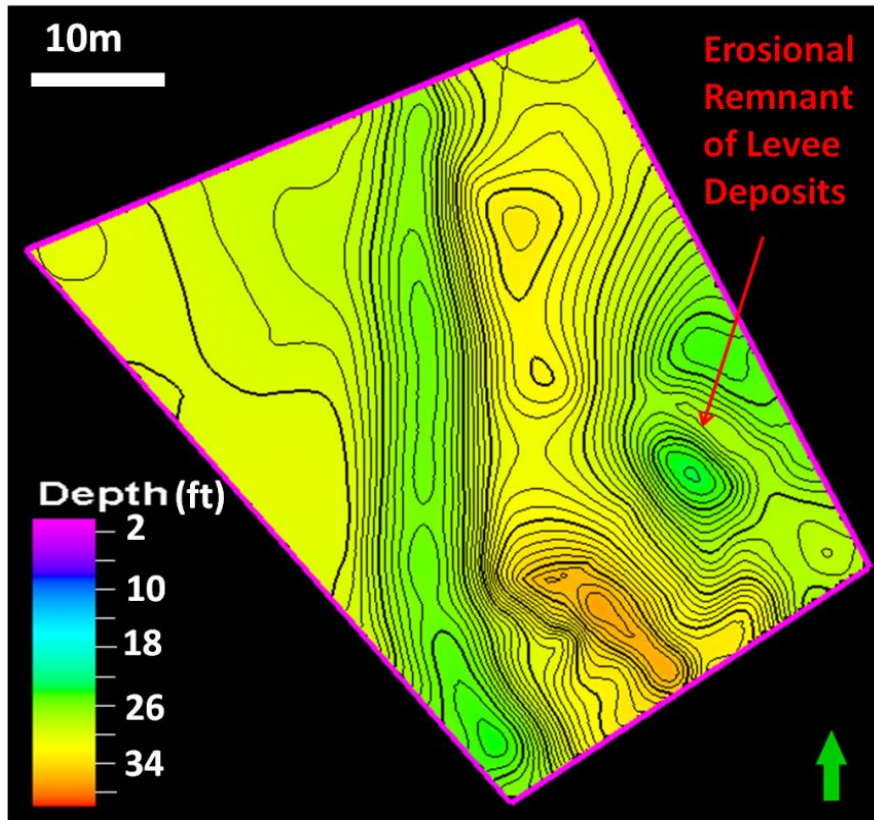 10m
Erosional
Remnant
of Levee
Deposits
Depth(ft)
2
10
18
26
34